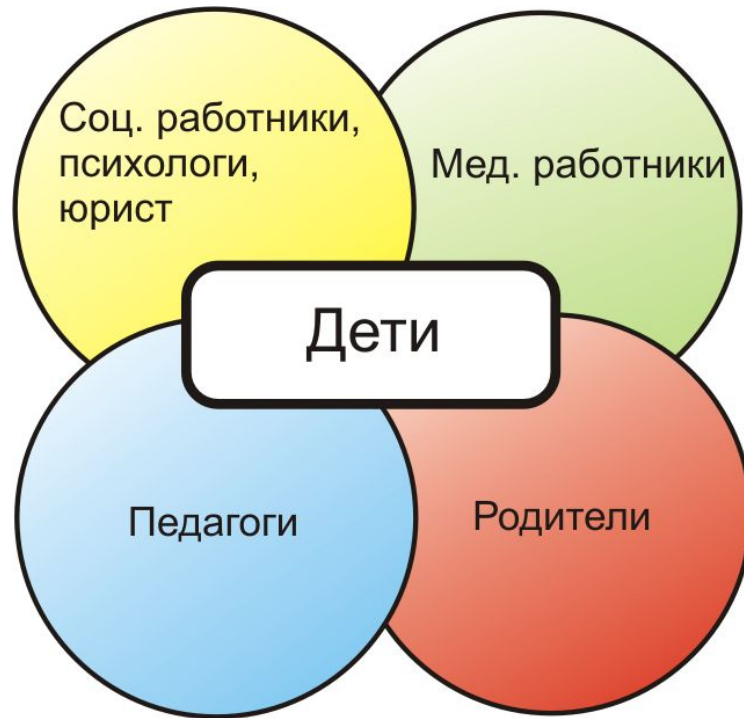 Соц. работники,
психологи,
юрист
Мед. работники
Дети
Педагоги
Родители